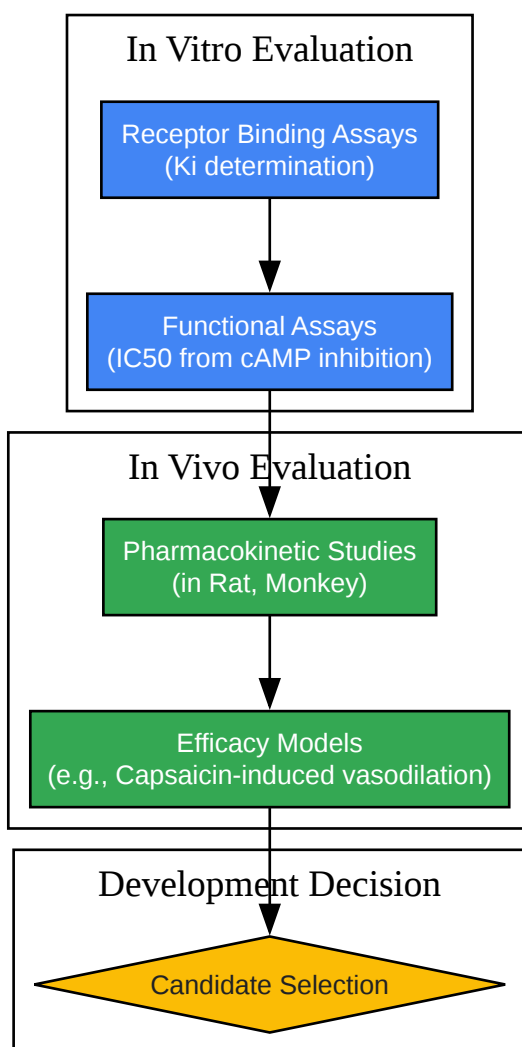 In Vitro Evaluation
Receptor Binding Assays
(Ki determination)
Functional Assays
(IC50 from cAMP inhibition)
In Vivo Evaluation
Pharmacokinetic Studies
(in Rat, Monkey)
Efficacy Models
(e.g., Capsaicin-induced vasodilation)
Development Decision
Candidate Selection